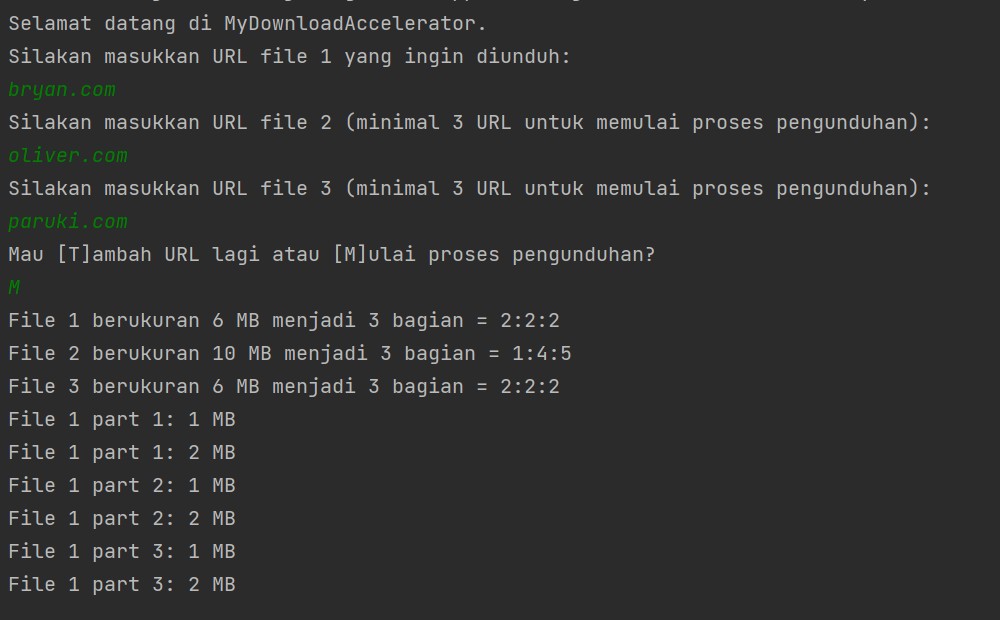 Selamat datang di MyDownloadAccelerator.
Silakan masukkan URL file 1 yang ingin diunduh:
bryan.com
Silakan masukkan URL file 2 (minimal 3 URL untuk memulai proses pengunduhan):
oliver.com
Silakan masukkan URL file 3 (minimal 3 URL untuk memulai proses pengunduhan):
paruki.com
Mau [T]ambah URL lagi atau [M]ulai proses pengunduhan?
M
File 1 berukuran 6 MB menjadi 3 bagian = 2:2:2
File 2 berukuran 10 MB menjadi 3 bagian = 1:4:5
File 3 berukuran 6 MB menjadi 3 bagian = 2:2:2
File 1 part 1: 1 MB
File 1 part 1: 2 MB
File 1 part 2: 1 MB
File 1 part 2: 2 MB
File 1 part 3: 1 MB
File 1 part 3: 2 MB